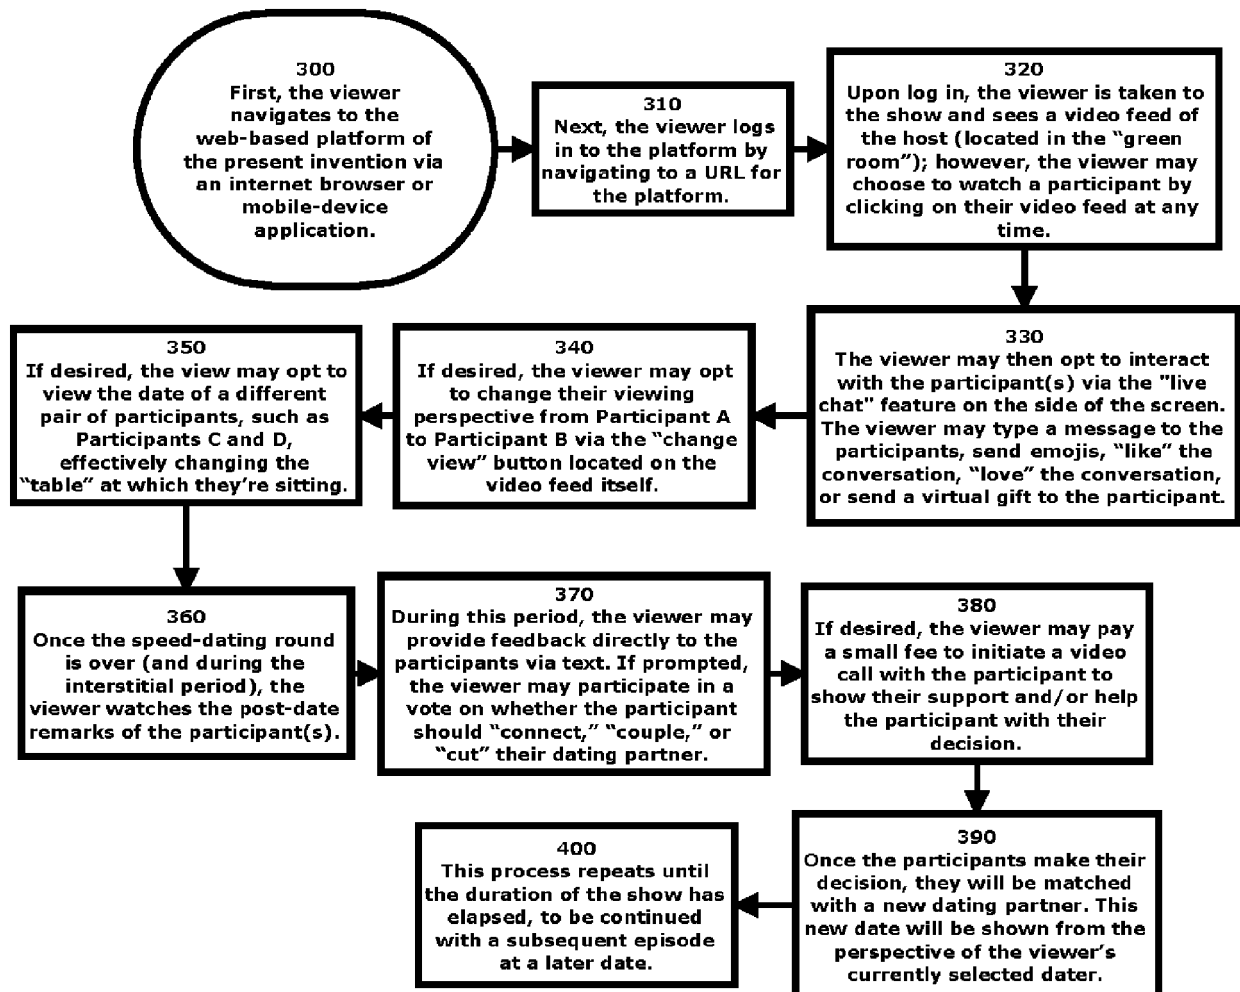 300
First, the viewer
navigates to the
web-based platform of
the present invention via
an internet browser or
mobile-device
application.
310
Next, the viewer logs
in to the platform by
navigating to a URL for
the platform.
320
Upon log in, the viewer is taken to
the show and sees a video feed of
the host (located in the “green
room”); however, the viewer may
choose to watch a participant by
clicking on their video feed at any
time.
330
The viewer may then opt to interact
with the participant(s) via the "live
chat" feature on the side of the screen.
The viewer may type a message to the
participants, send emojis, “like” the
conversation, “love” the conversation,
or send a virtual gift to the participant.
340
If desired, the viewer may opt
to change their viewing
perspective from Participant A
to Participant B via the “change
view” button located on the
video feed itself.
350
If desired, the view may opt to
view the date of a different
pair of participants, such as
Participants C and D,
effectively changing the
“table” at which they’re sitting.
360
Once the speed-dating round
is over (and during the
interstitial period), the
viewer watches the post-date
remarks of the participant(s).
370
During this period, the viewer may
provide feedback directly to the
participants via text. If prompted,
the viewer may participate in a
vote on whether the participant
should “connect,” “couple,” or
“cut” their dating partner.
380
If desired, the viewer may pay
a small fee to initiate a video
call with the participant to
show their support and/or help
the participant with their
decision.
390
Once the participants make their
decision, they will be matched
with a new dating partner. This
new date will be shown from the
perspective of the viewer’s
currently selected dater.
400
This process repeats until
the duration of the show has
elapsed, to be continued
with a subsequent episode
at a later date.